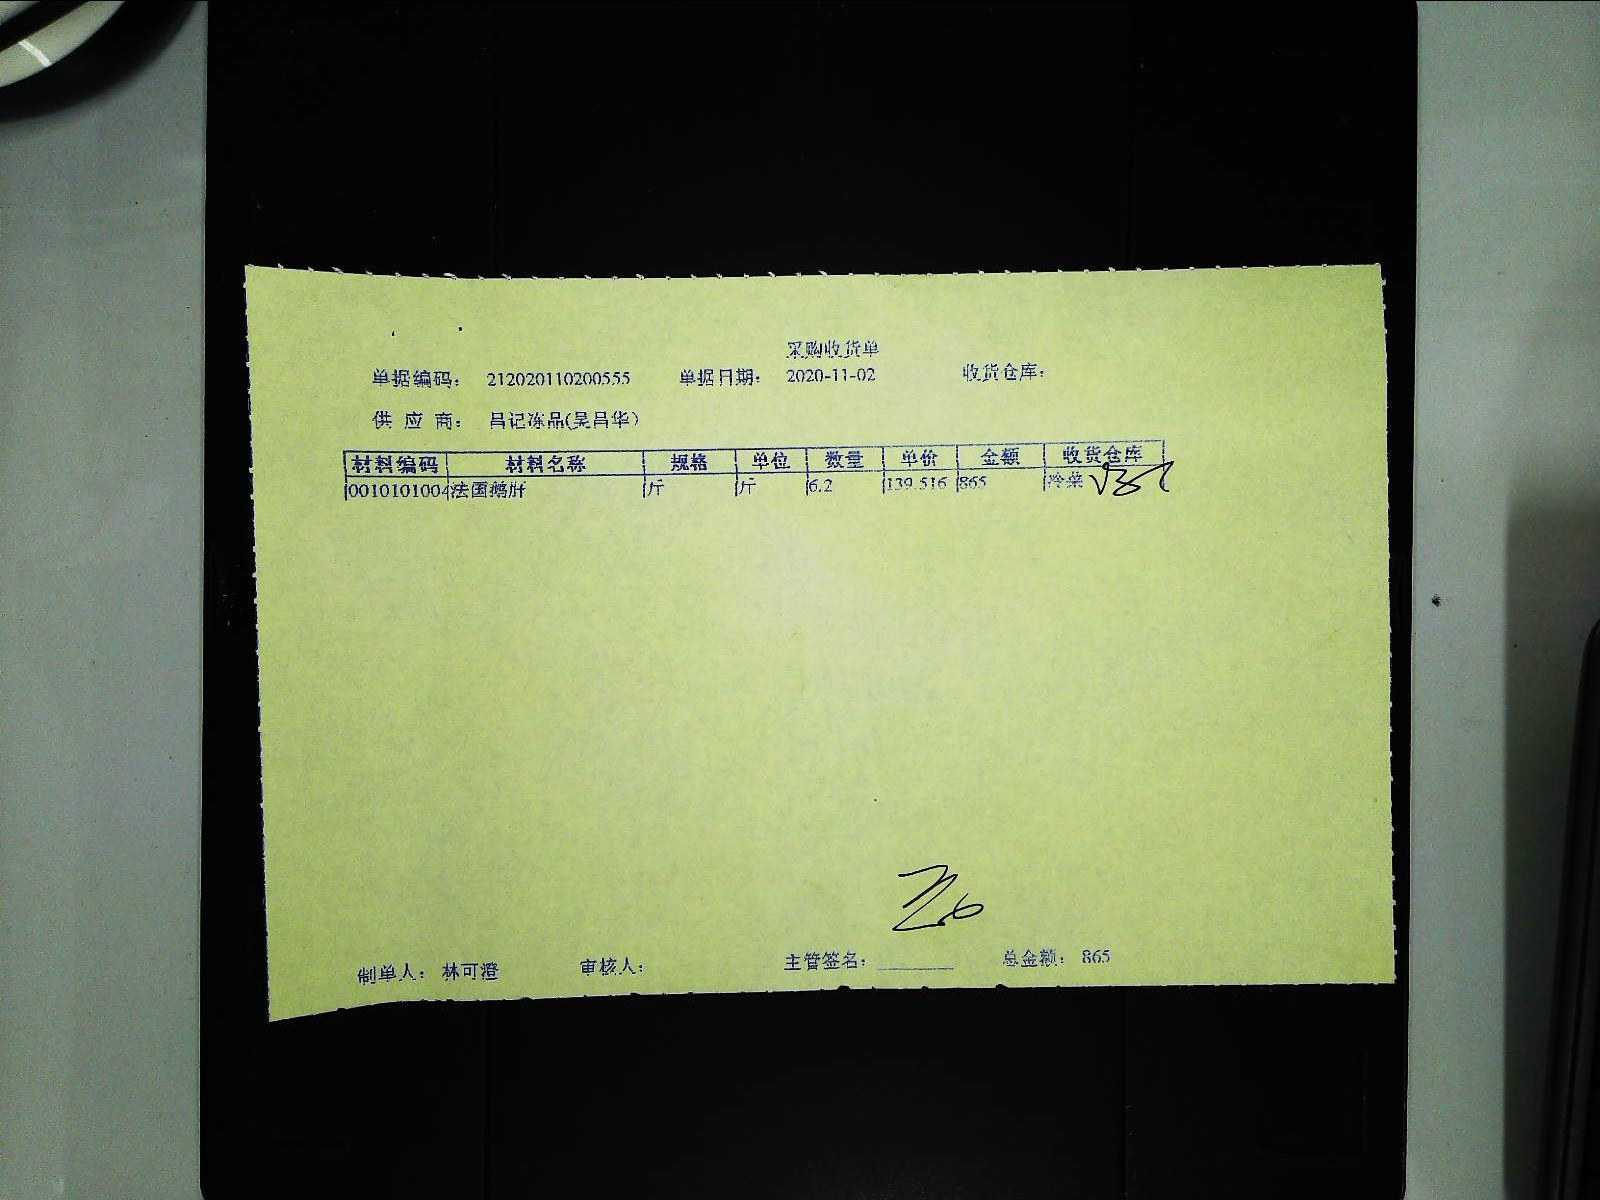 采购收货单
单据编码： 212020110200555 单据日期： 2020-11-02 收货仓库：
供 应 商： 吕记冻品(吴吕华)
材料编码 材料名称 规格 单位 数量 单价 金额 收货仓库
0010101004 法国鹅肝 斤 斤 6.2 139.516 865 冷菜
制单人： 林可澄 审核人： 主管签名： 总金额： 865